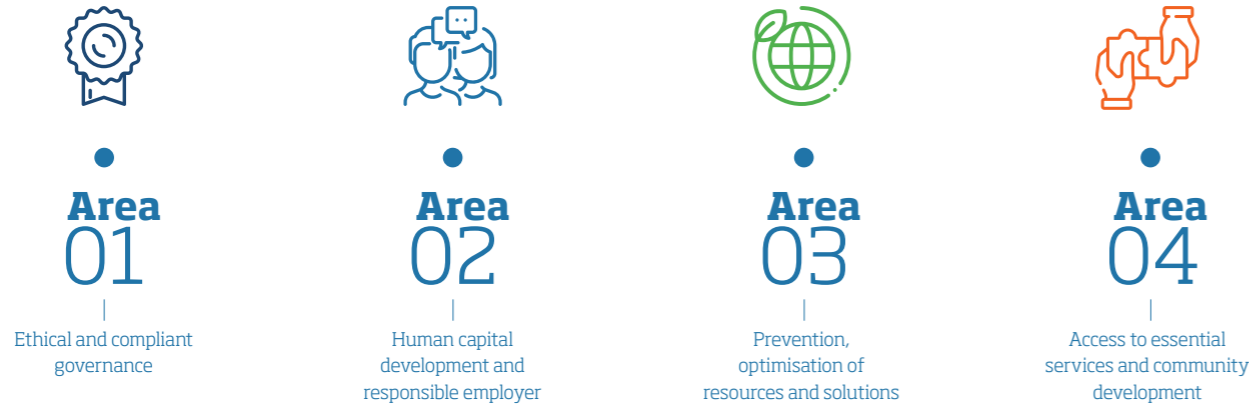 Area
01
Ethical and compliant
governance
Area
02
Human capital
development and
responsible employer
Area
03
Prevention,
optimisation of
resources and solutions
Area
04
Access to essential
services and community
development